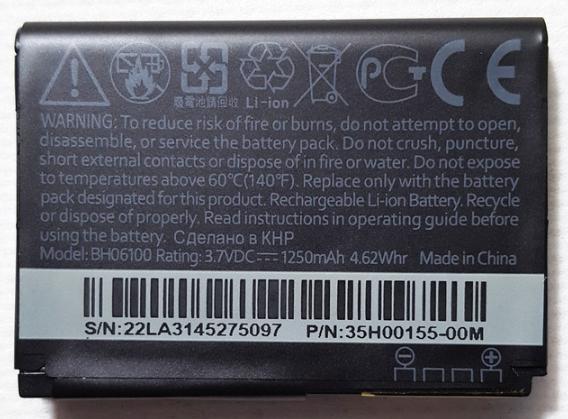 廢電池請回收 Li-ion PCT CE
WARNING: To reduce risk of fire or burns, do not attempt to open,
disassemble, or service the battery pack. Do not crush, puncture,
short external contacts or dispose of in fire or water. Do not expose
to temperatures above 60℃(140℉). Replace only with the battery
pack designated for this product. Rechargeable Li-ion Battery. Recycle
or dispose of properly. Read instructions in operating guide before
using the battery. Сделано в КНР
Model: BH06100 Rating: 3.7VDC⎓ 1250mAh 4.62Whr Made in China
S/N:22LA3145275097 P/N:35H00155-00M
⊖ ⊕